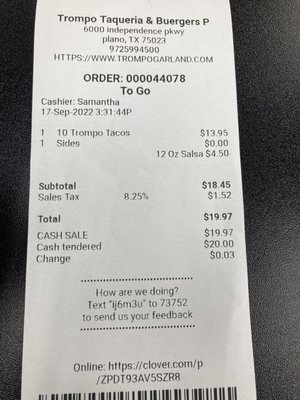 Trompo Taqueria & Buergers P
6000 independence pkwy
plano, TX 75023
9725994500
HTTPS://WWW.TROMPOGARLAND.COM
ORDER: 000044078
To Go
Cashier: Samantha
17-Sep-2022 3:31:44P
1 10 Trompo Tacos $13.95
1 Sides $0.00
12 Oz Salsa $4.50
Subtotal $18.45
Sales Tax 8.25% $1.52
Total $19.97
CASH SALE $19.97
Cash tendered $20.00
Change $0.03
How are we doing?
Text "ij6m3u" to 73752
to send us your feedback
Online: https://clover.com/p
/ZPDT93AV5SZR8